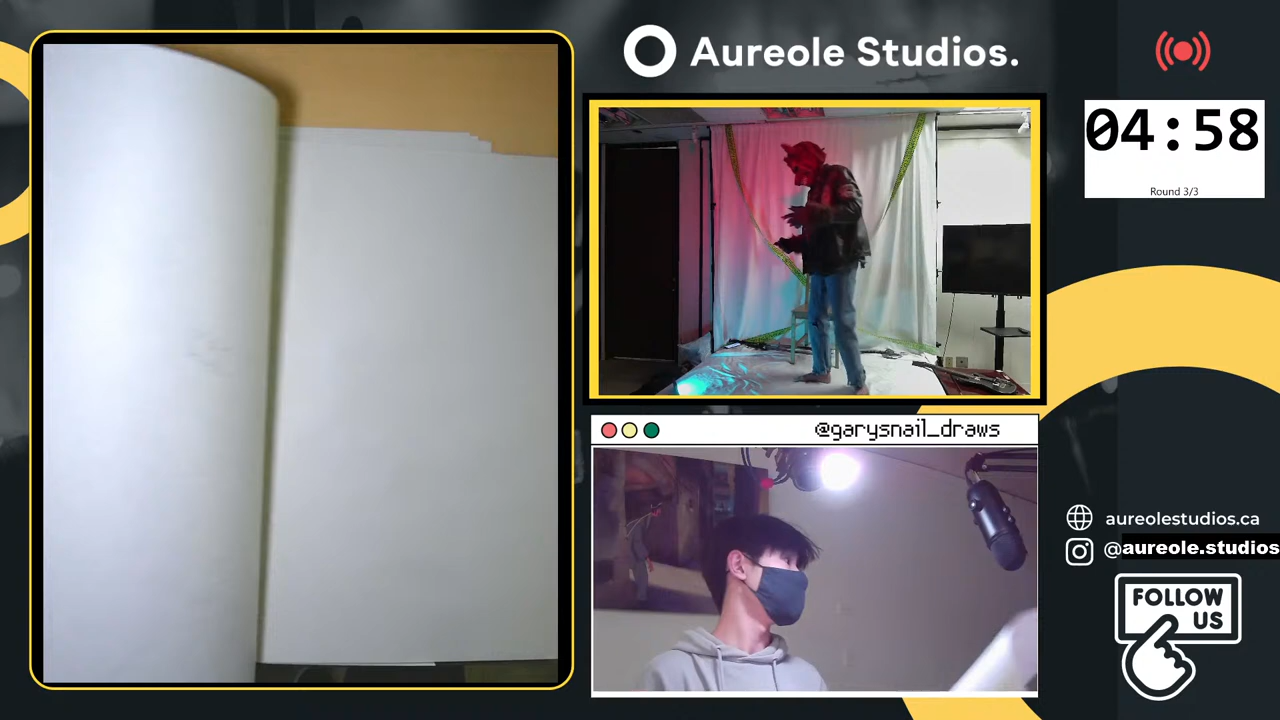 Aureole Studios.
04:58
Round 3/3
@garysnail_draws
aureolestudios.ca
@aureole.studios
FOLLOW
US